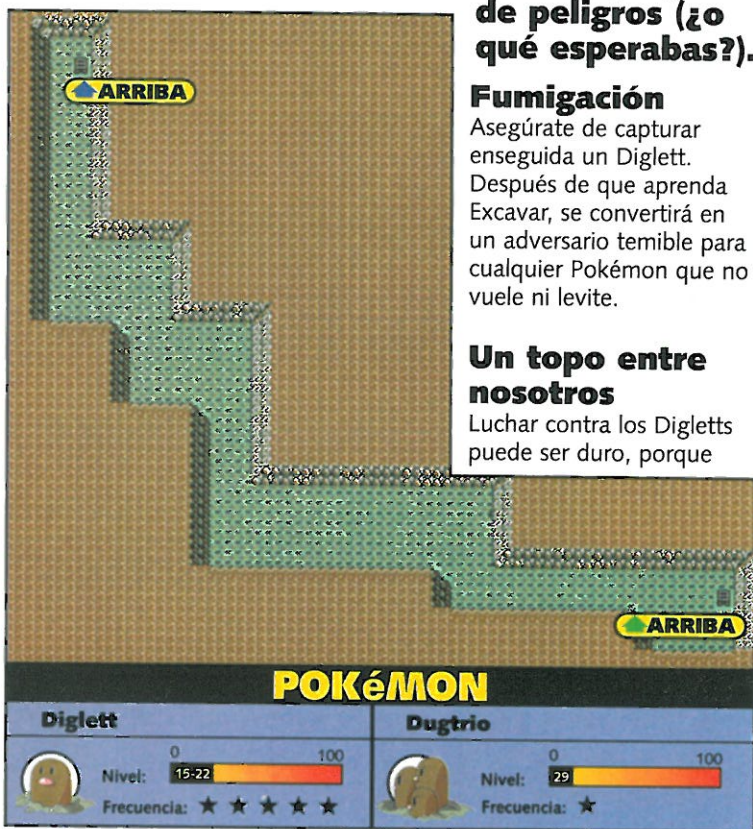 de peligros (¿o
qué esperabas?).
Fumigación
Asegúrate de capturar
enseguida un Diglett.
Después de que aprenda
Excavar, se convertirá en
un adversario temible para
cualquier Pokémon que no
vuele ni levite.
Un topo entre
nosotros
Luchar contra los Digletts
puede ser duro, porque
ARRIBA
ARRIBA
POKéMON
Diglett
0 100
Nivel: 15-22
Frecuencia: ★ ★ ★ ★ ★
Dugtrio
0 100
Nivel: 29
Frecuencia: ★